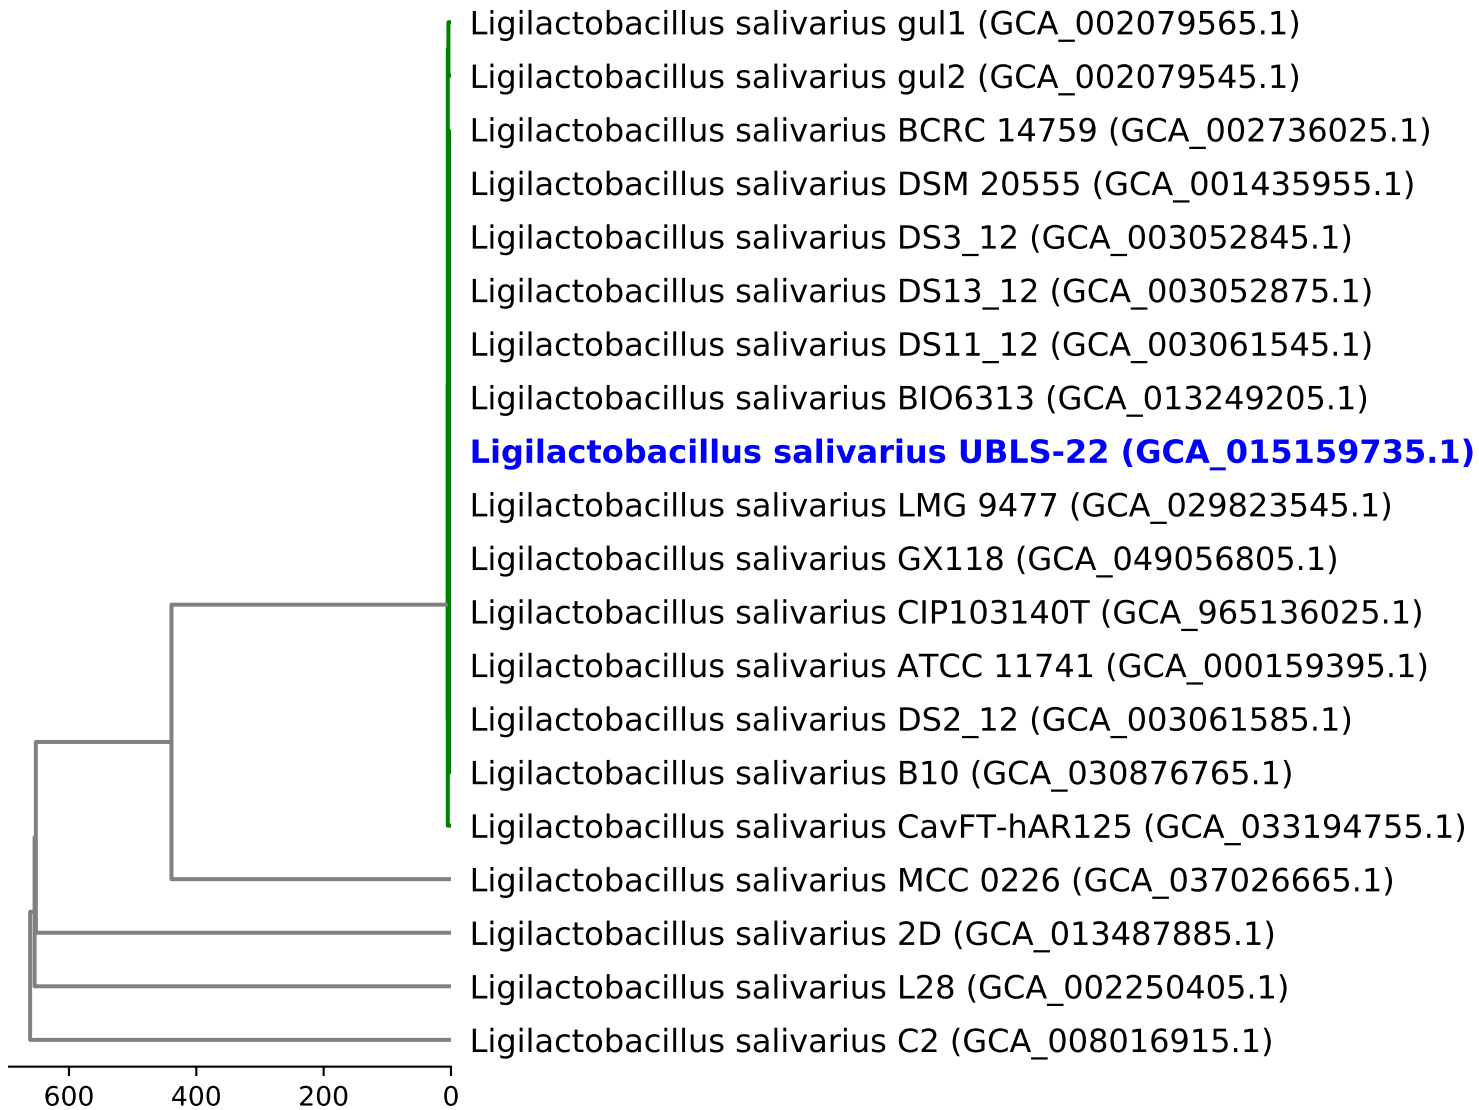 Ligilactobacillus salivarius gul1 (GCA_002079565.1)
Ligilactobacillus salivarius gul2 (GCA_002079545.1)
Ligilactobacillus salivarius BCRC 14759 (GCA_002736025.1)
Ligilactobacillus salivarius DSM 20555 (GCA_001435955.1)
Ligilactobacillus salivarius DS3_12 (GCA_003052845.1)
Ligilactobacillus salivarius DS13_12 (GCA_003052875.1)
Ligilactobacillus salivarius DS11_12 (GCA_003061545.1)
Ligilactobacillus salivarius BIO6313 (GCA_013249205.1)
Ligilactobacillus salivarius UBLS-22 (GCA_015159735.1)
Ligilactobacillus salivarius LMG 9477 (GCA_029823545.1)
Ligilactobacillus salivarius GX118 (GCA_049056805.1)
Ligilactobacillus salivarius CIP103140T (GCA_965136025.1)
Ligilactobacillus salivarius ATCC 11741 (GCA_000159395.1)
Ligilactobacillus salivarius DS2_12 (GCA_003061585.1)
Ligilactobacillus salivarius B10 (GCA_030876765.1)
Ligilactobacillus salivarius CavFT-hAR125 (GCA_033194755.1)
Ligilactobacillus salivarius MCC 0226 (GCA_037026665.1)
Ligilactobacillus salivarius 2D (GCA_013487885.1)
Ligilactobacillus salivarius L28 (GCA_002250405.1)
Ligilactobacillus salivarius C2 (GCA_008016915.1)
600 400 200 0